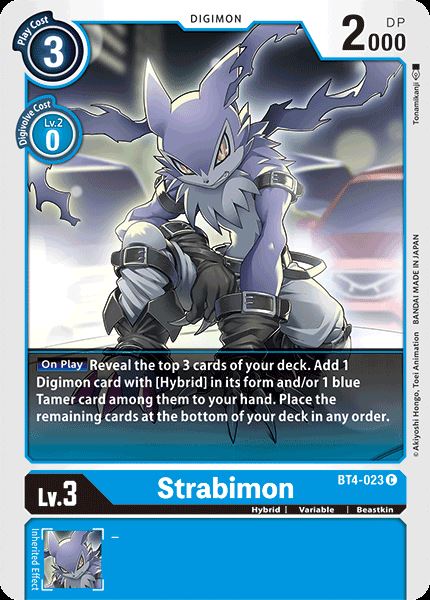 Play Cost
3
DIGIMON
2000
DP
Digivolve Cost
Lv.2
0
Tonamikanji
©Akiyoshi Hongo, Toei Animation BANDAI MADE IN JAPAN
On Play Reveal the top 3 cards of your deck. Add 1
Digimon card with [Hybrid] in its form and/or 1 blue
Tamer card among them to your hand. Place the
remaining cards at the bottom of your deck in any order.
Lv.3
Strabimon
BT4-023 C
Hybrid | Variable | Beastkin
Inherited Effect
–